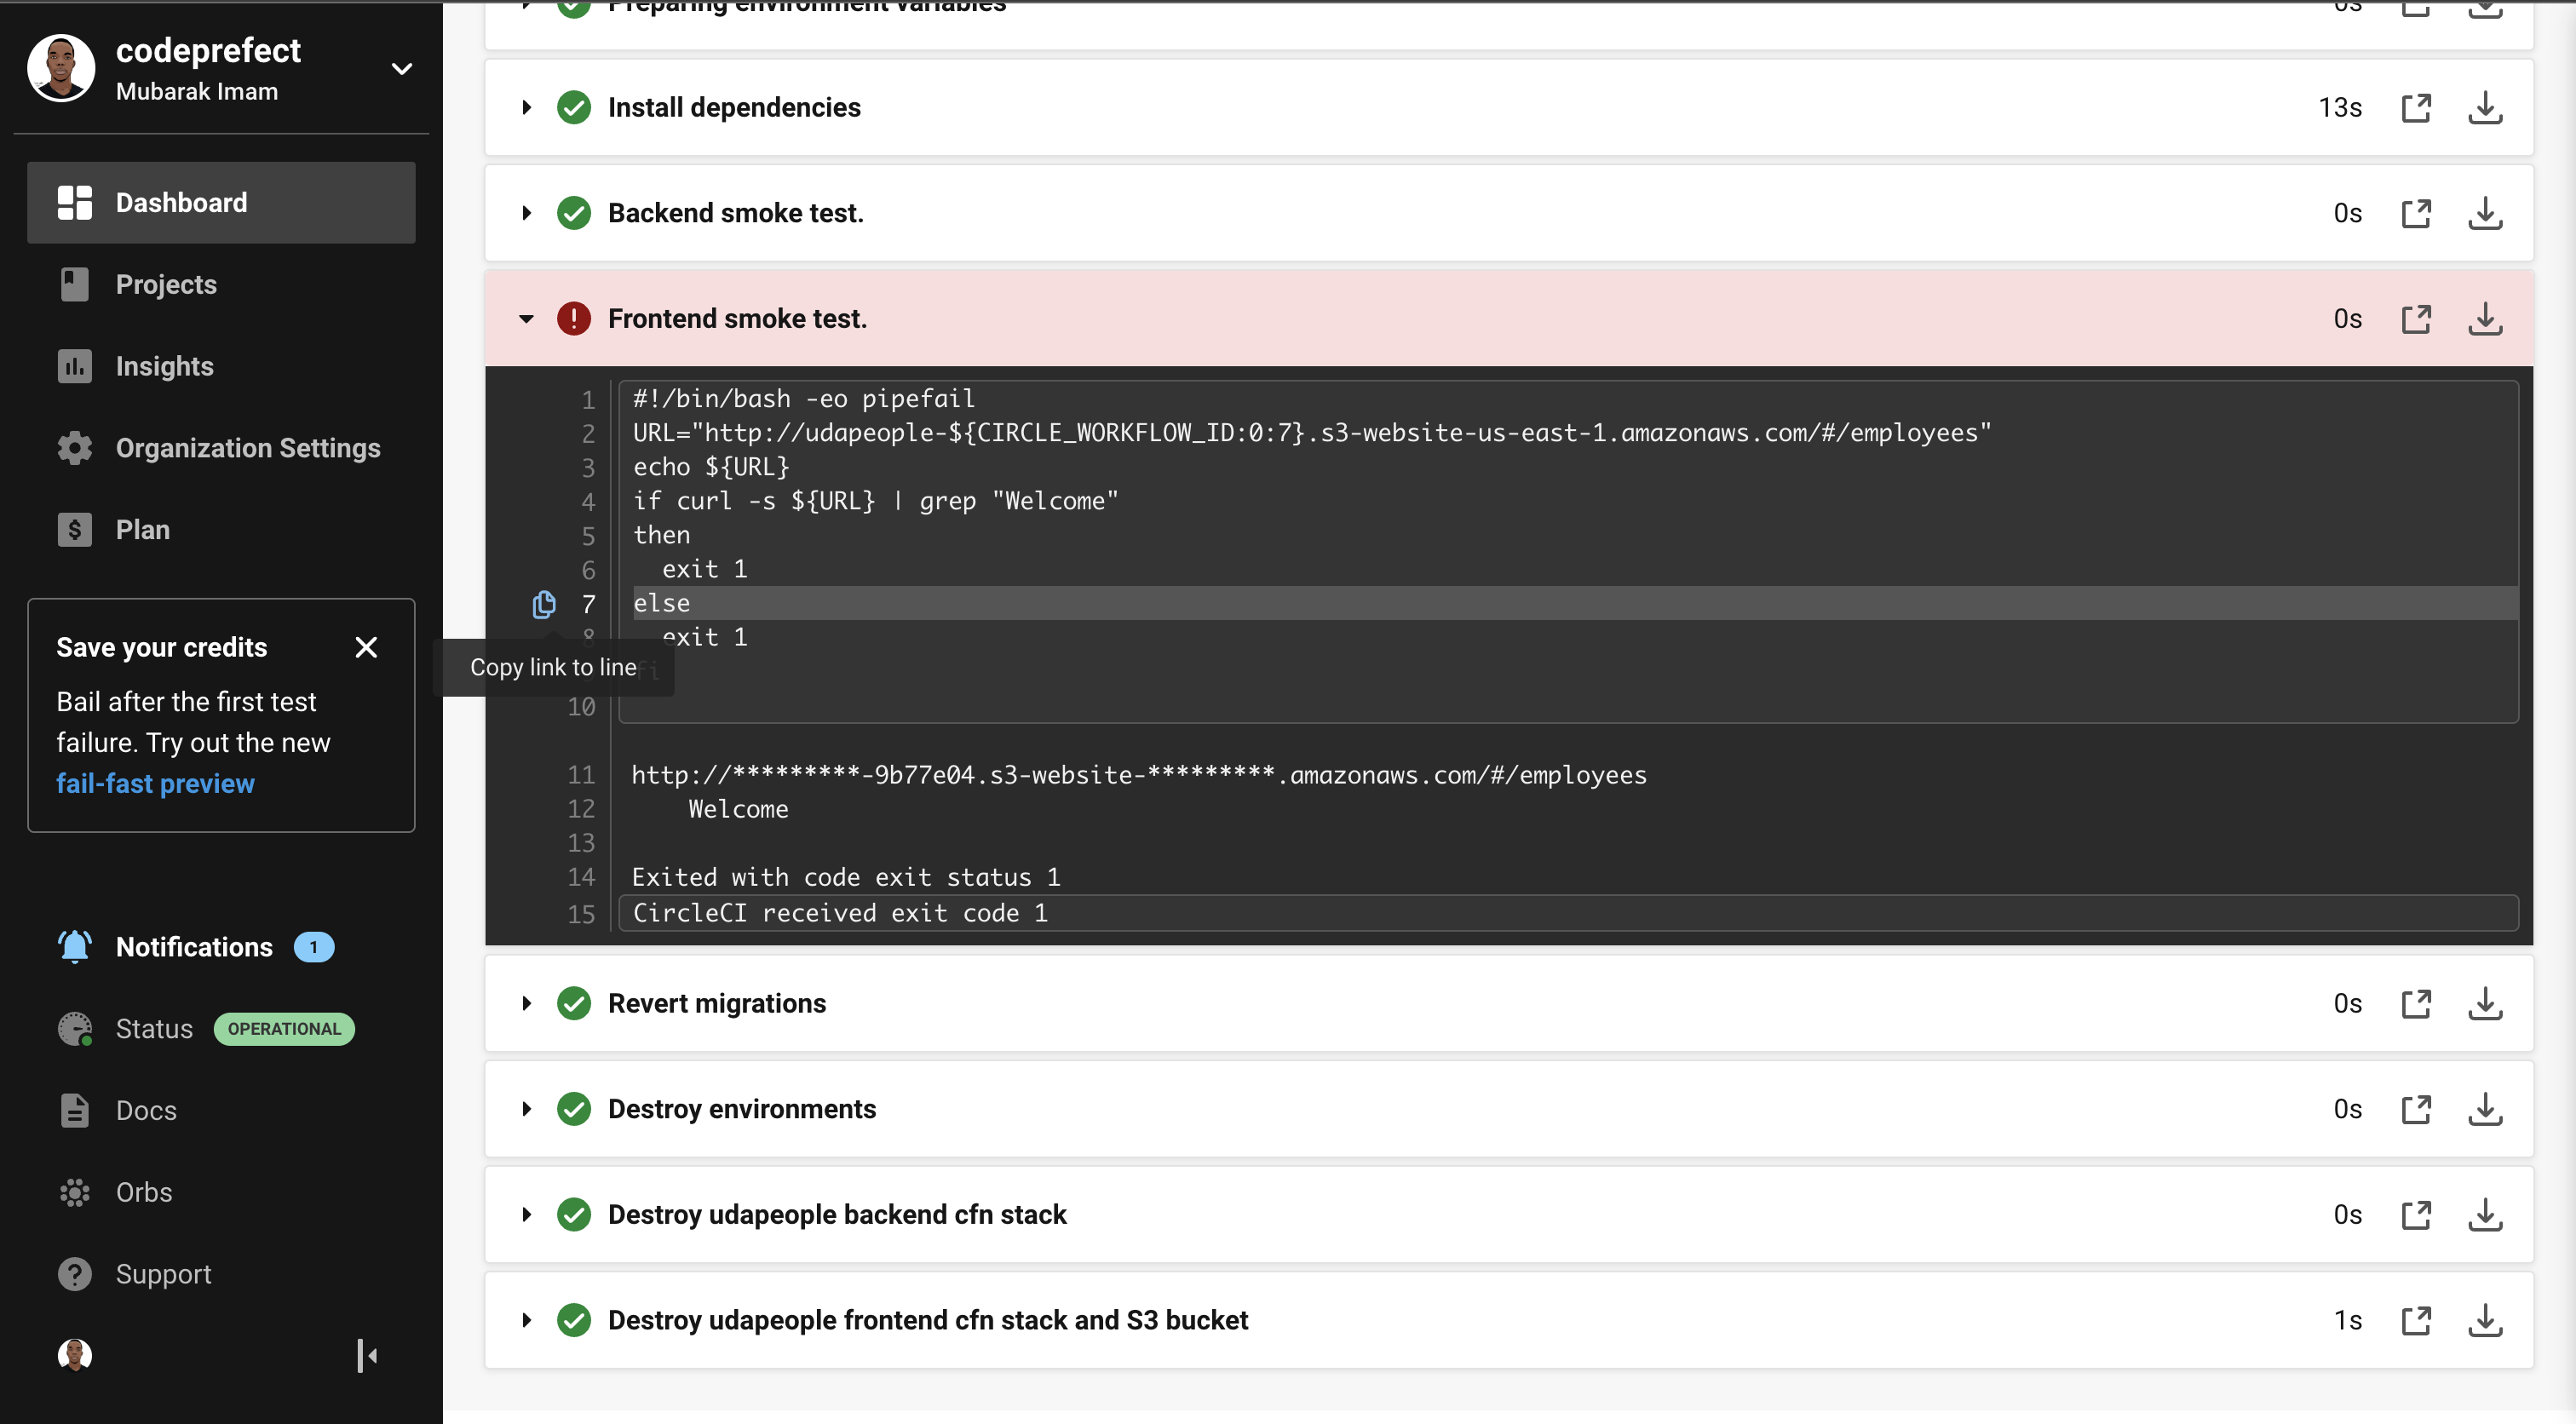 codeprefect
Mubarak Imam
Dashboard
Projects
Insights
Organization Settings
Plan
Save your credits
Bail after the first test
failure. Try out the new
fail-fast preview
Notifications 1
Status OPERATIONAL
Docs
Orbs
Support
Preparing environment variables 0s
Install dependencies 13s
Backend smoke test. 0s
Frontend smoke test. 0s
1 #!/bin/bash -eo pipefail
2 URL="http://udapeople-${CIRCLE_WORKFLOW_ID:0:7}.s3-website-us-east-1.amazonaws.com/#/employees"
3 echo ${URL}
4 if curl -s ${URL} | grep "Welcome"
5 then
6 exit 1
7 else
8 exit 1
Copy link to line
fi
10
11 http://*********-9b77e04.s3-website-*********.amazonaws.com/#/employees
12 Welcome
13
14 Exited with code exit status 1
15 CircleCI received exit code 1
Revert migrations 0s
Destroy environments 0s
Destroy udapeople backend cfn stack 0s
Destroy udapeople frontend cfn stack and S3 bucket 1s